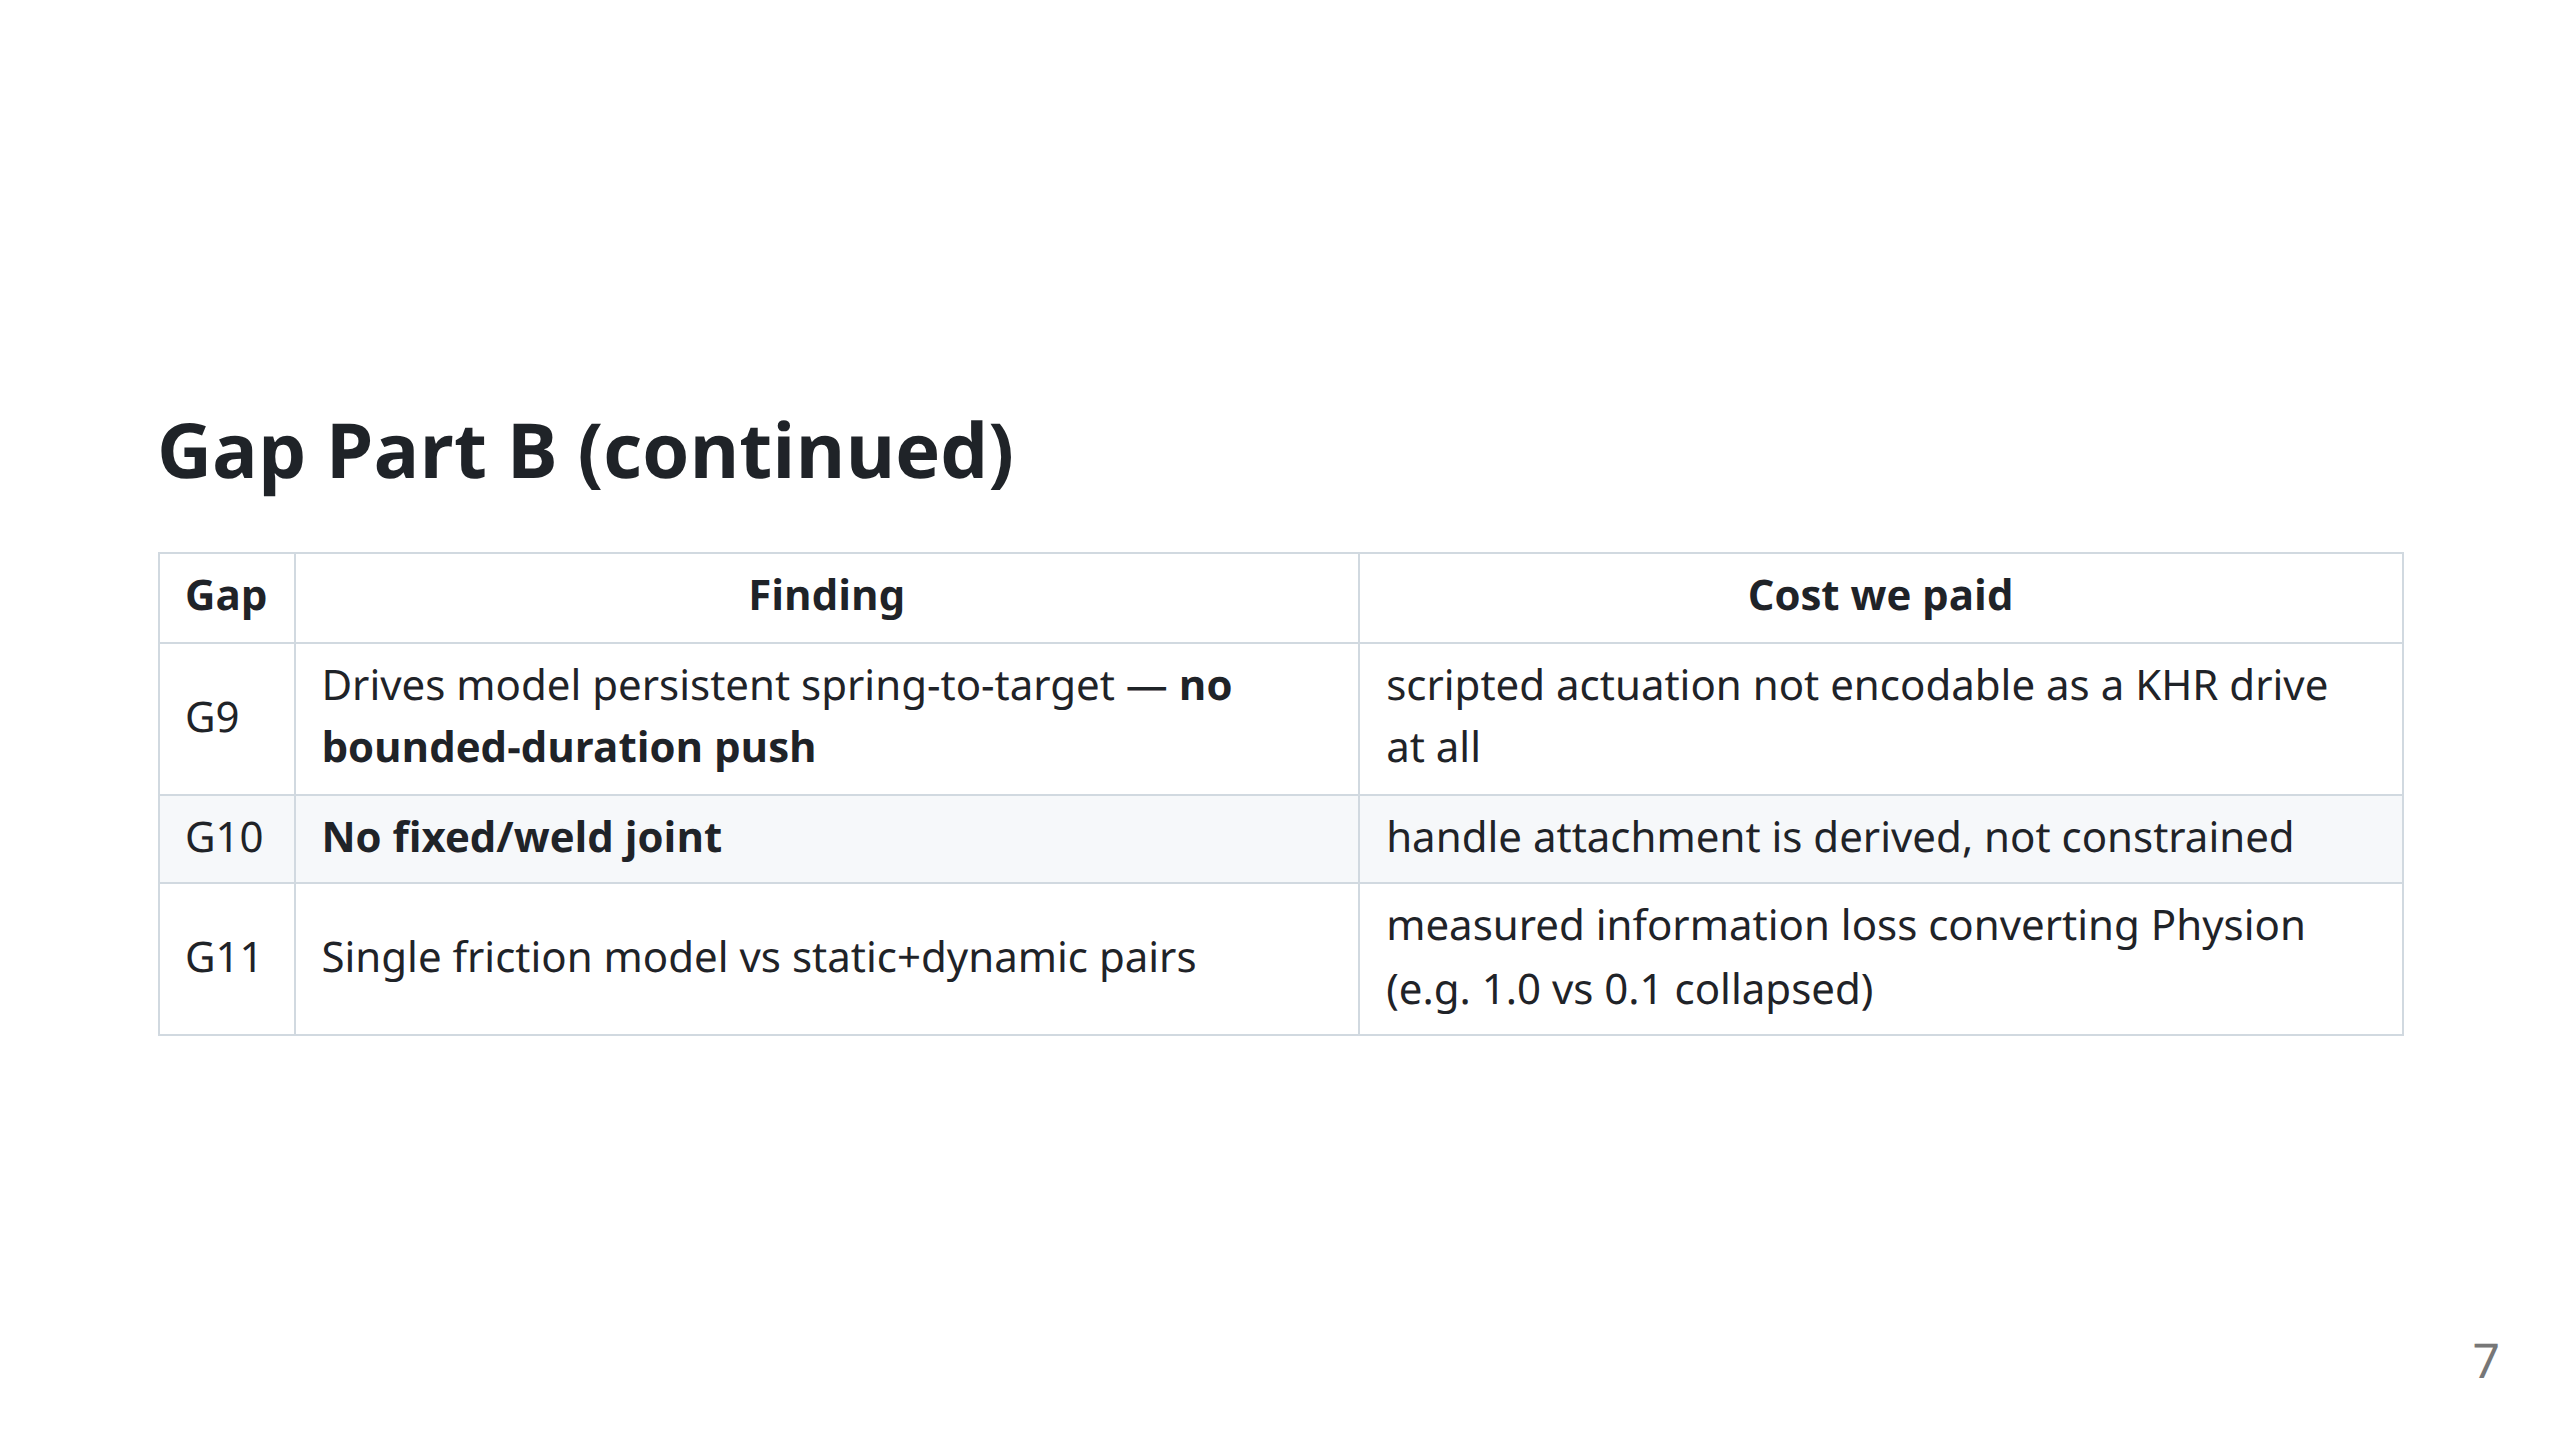 Gap Part B (continued)
Gap
Finding
Cost we paid
G9
Drives model persistent spring-to-target — no
bounded-duration push
scripted actuation not encodable as a KHR drive
at all
G10
No fixed/weld joint
handle attachment is derived, not constrained
G11
Single friction model vs static+dynamic pairs
measured information loss converting Physion
(e.g. 1.0 vs 0.1 collapsed)
7